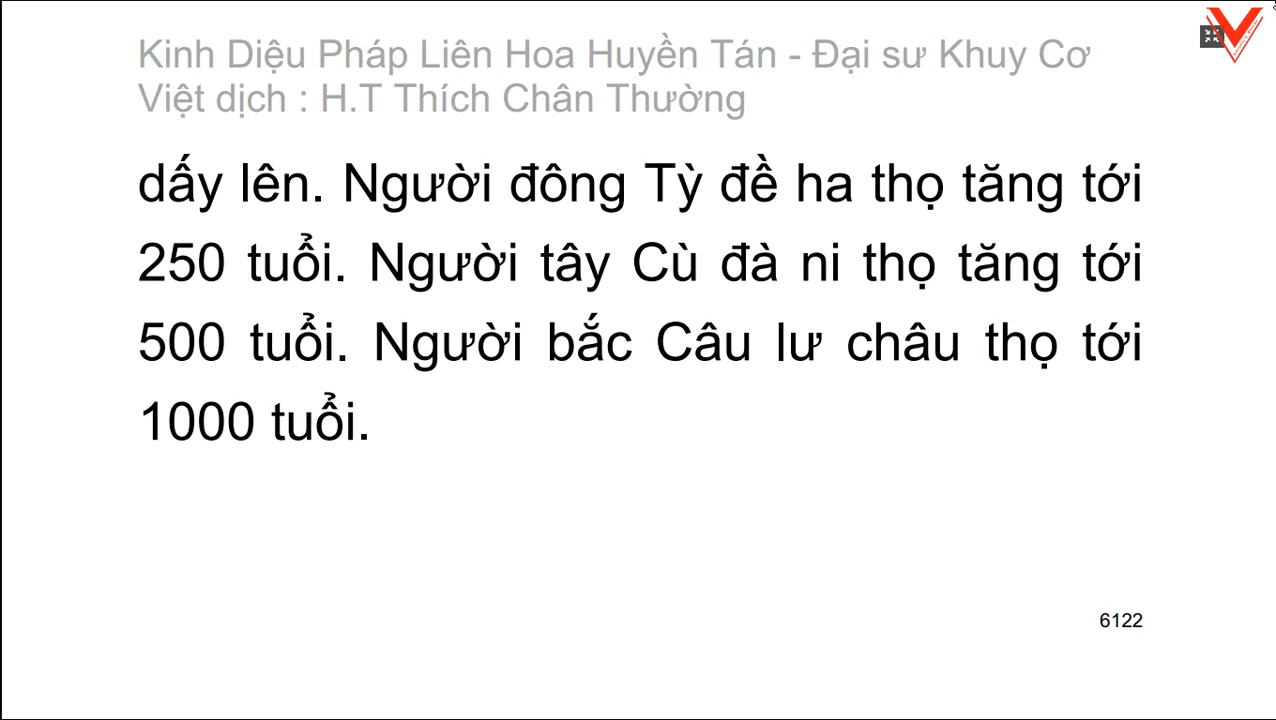 Kinh Diệu Pháp Liên Hoa Huyền Tán - Đại sư Khuy Cơ
Việt dịch : H.T Thích Chân Thường
dấy lên. Người đông Tỳ đề ha thọ tăng tới
250 tuổi. Người tây Cù đà ni thọ tăng tới
500 tuổi. Người bắc Câu lư châu thọ tới
1000 tuổi.
6122